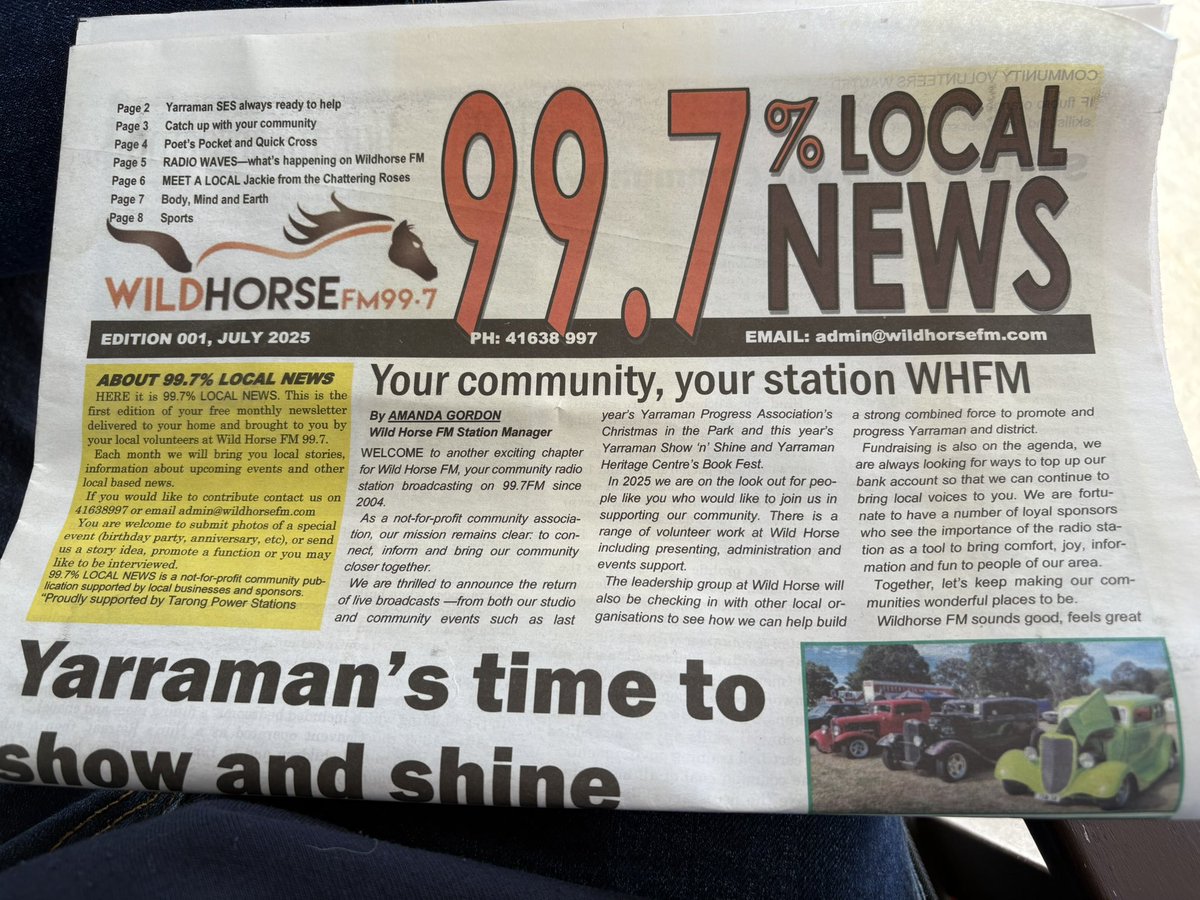 Page 2 Yarraman SES always ready to help
Page 3 Catch up with your community
Page 4 Poet's Pocket and Quick Cross
Page 5 RADIO WAVES—what's happening on Wildhorse FM
Page 6 MEET A LOCAL Jackie from the Chattering Roses
Page 7 Body, Mind and Earth
Page 8 Sports
WILDHORSE FM99.7
99.7% LOCAL
NEWS
EDITION 001, JULY 2025 PH: 41638 997 EMAIL: admin@wildhorsefm.com
ABOUT 99.7% LOCAL NEWS
HERE it is 99.7% LOCAL NEWS. This is the
first edition of your free monthly newsletter
delivered to your home and brought to you by
your local volunteers at Wild Horse FM 99.7.
Each month we will bring you local stories,
information about upcoming events and other
local based news.
If you would like to contribute contact us on
41638997 or email admin@wildhorsefm.com
You are welcome to submit photos of a special
event (birthday party, anniversary, etc), or send
us a story idea, promote a function or you may
like to be interviewed.
99.7% LOCAL NEWS is a not-for-profit community pub-
lication supported by local businesses and sponsors.
"Proudly supported by Tarong Power Stations
Your community, your station WHFM
By AMANDA GORDON
Wild Horse FM Station Manager
WELCOME to another exciting chapter
for Wild Horse FM, your community radio
station broadcasting on 99.7FM since
2004.
As a not-for-profit community associa-
tion, our mission remains clear: to con-
nect, inform and bring our community
closer together.
We are thrilled to announce the return
of live broadcasts —from both our studio
and community events such as last
year's Yarraman Progress Association's
Christmas in the Park and this year's
Yarraman Show 'n' Shine and Yarraman
Heritage Centre's Book Fest.
In 2025 we are on the look out for peo-
ple like you who would like to join us in
supporting our community. There is a
range of volunteer work at Wild Horse
including presenting, administration and
events support.
The leadership group at Wild Horse will
also be checking in with other local or-
ganisations to see how we can help build
a strong combined force to promote and
progress Yarraman and district.
Fundraising is also on the agenda, we
are always looking for ways to top up our
bank account so that we can continue to
bring local voices to you. We are fortu-
nate to have a number of loyal sponsors
who see the importance of the radio sta-
tion as a tool to bring comfort, joy, infor-
mation and fun to people of our area.
Together, let's keep making our com-
munities wonderful places to be.
Wildhorse FM sounds good, feels great
Yarraman's time to
show and shine